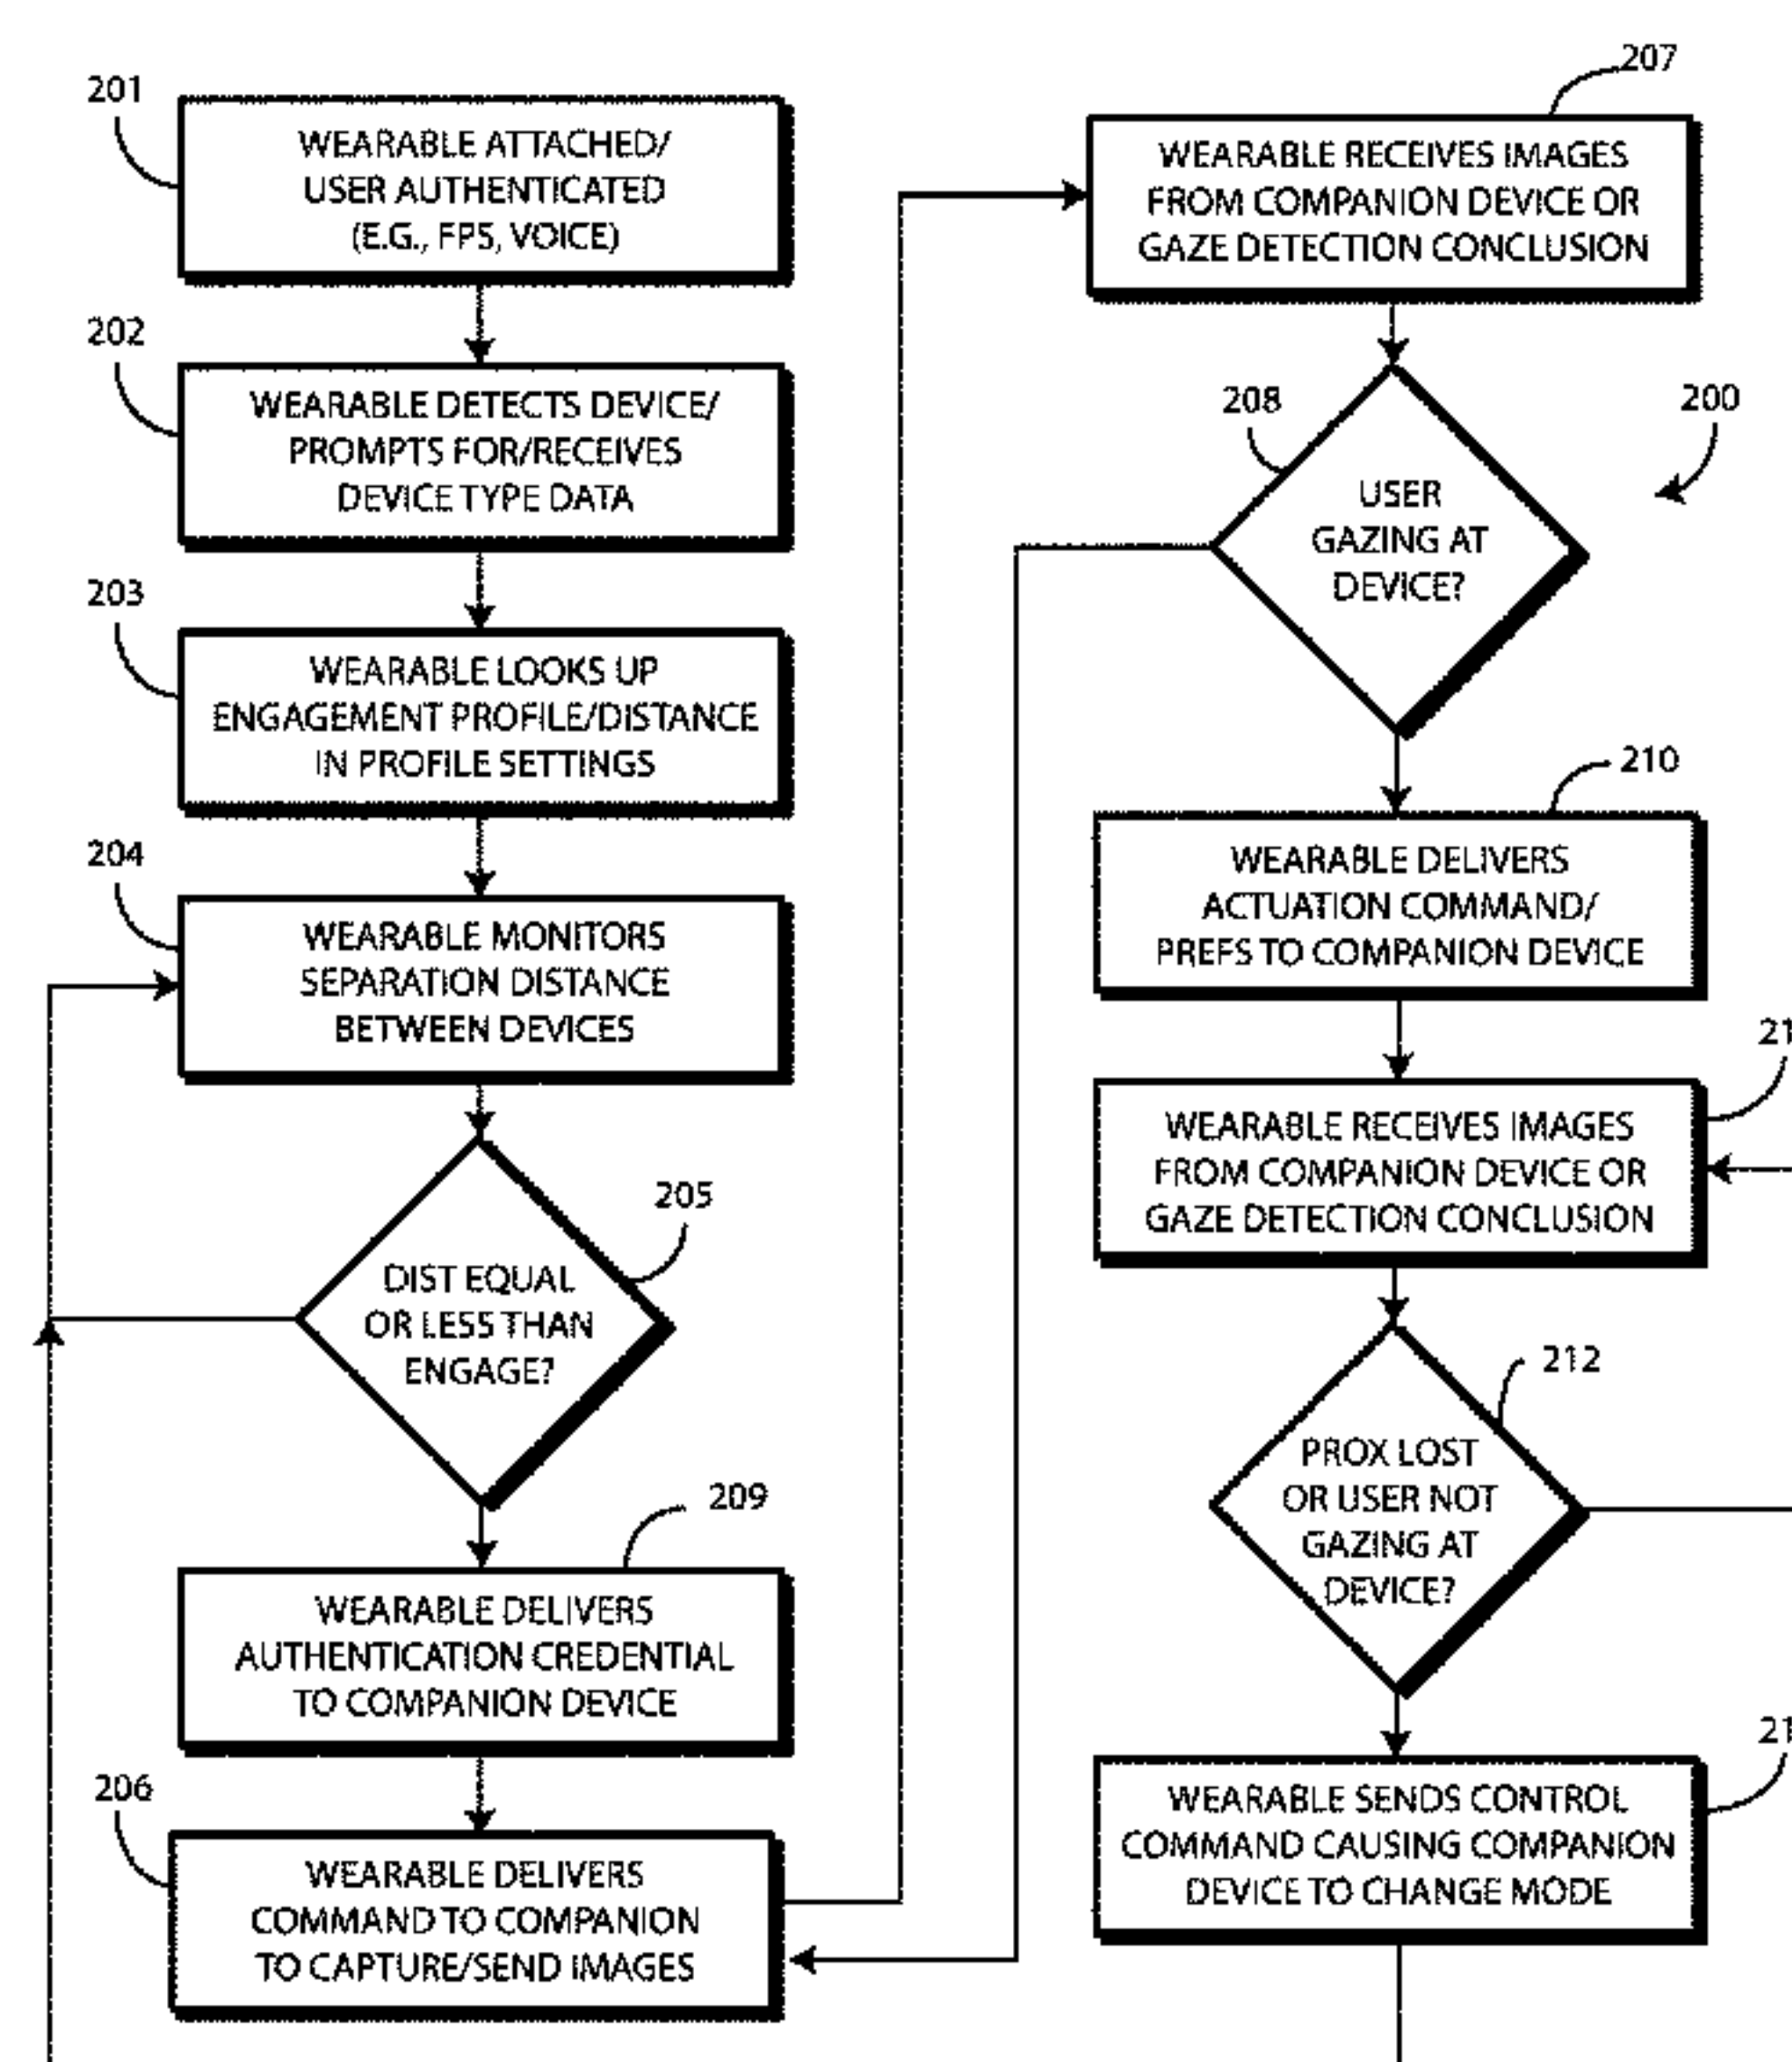 201
WEARABLE ATTACHED/
USER AUTHENTICATED
(E.G., FPS, VOICE)
202
WEARABLE DETECTS DEVICE/
PROMPTS FOR/RECEIVES
DEVICE TYPE DATA
203
WEARABLE LOOKS UP
ENGAGEMENT PROFILE/DISTANCE
IN PROFILE SETTINGS
204
WEARABLE MONITORS
SEPARATION DISTANCE
BETWEEN DEVICES
205
DIST EQUAL
OR LESS THAN
ENGAGE?
209
WEARABLE DELIVERS
AUTHENTICATION CREDENTIAL
TO COMPANION DEVICE
206
WEARABLE DELIVERS
COMMAND TO COMPANION
TO CAPTURE/SEND IMAGES
207
WEARABLE RECEIVES IMAGES
FROM COMPANION DEVICE OR
GAZE DETECTION CONCLUSION
208
200
USER
GAZING AT
DEVICE?
210
WEARABLE DELIVERS
ACTUATION COMMAND/
PREFS TO COMPANION DEVICE
WEARABLE RECEIVES IMAGES
FROM COMPANION DEVICE OR
GAZE DETECTION CONCLUSION
212
PROX LOST
OR USER NOT
GAZING AT
DEVICE?
WEARABLE SENDS CONTROL
COMMAND CAUSING COMPANION
DEVICE TO CHANGE MODE